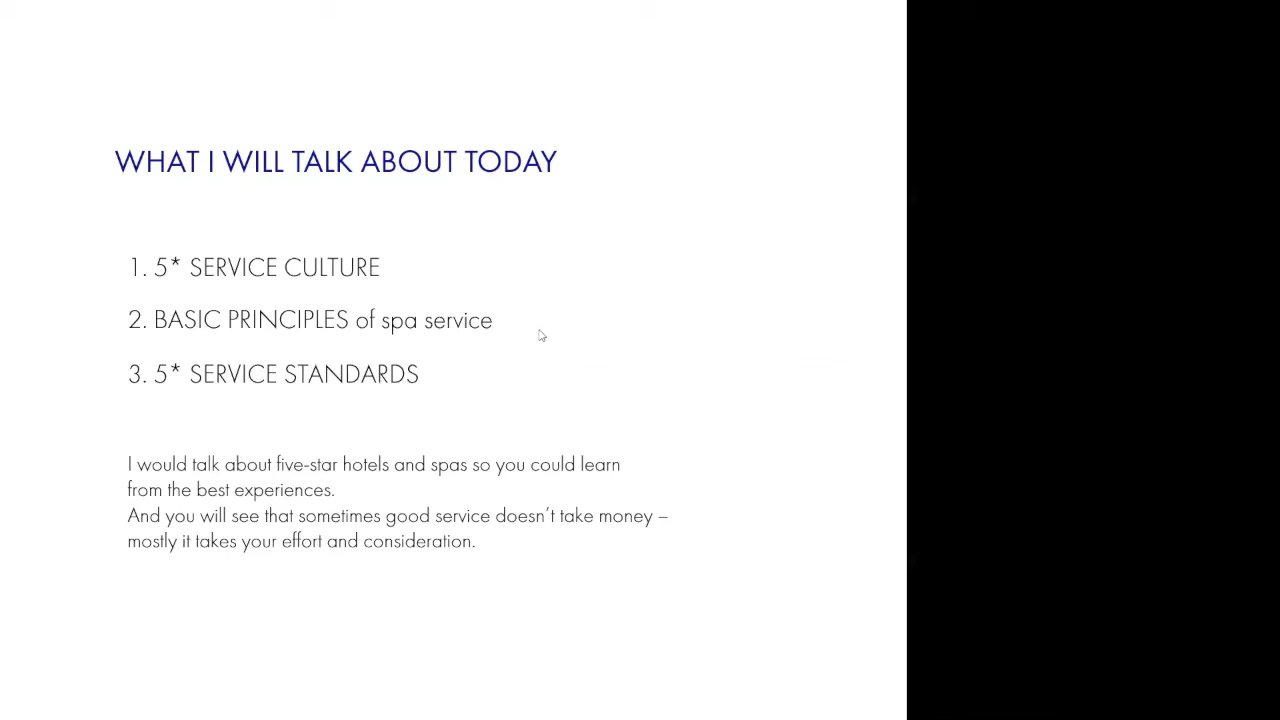 WHAT I WILL TALK ABOUT TODAY
1. 5* SERVICE CULTURE
2. BASIC PRINCIPLES of spa service
3. 5* SERVICE STANDARDS
I would talk about five-star hotels and spas so you could learn
from the best experiences.
And you will see that sometimes good service doesn’t take money –
mostly it takes your effort and consideration.